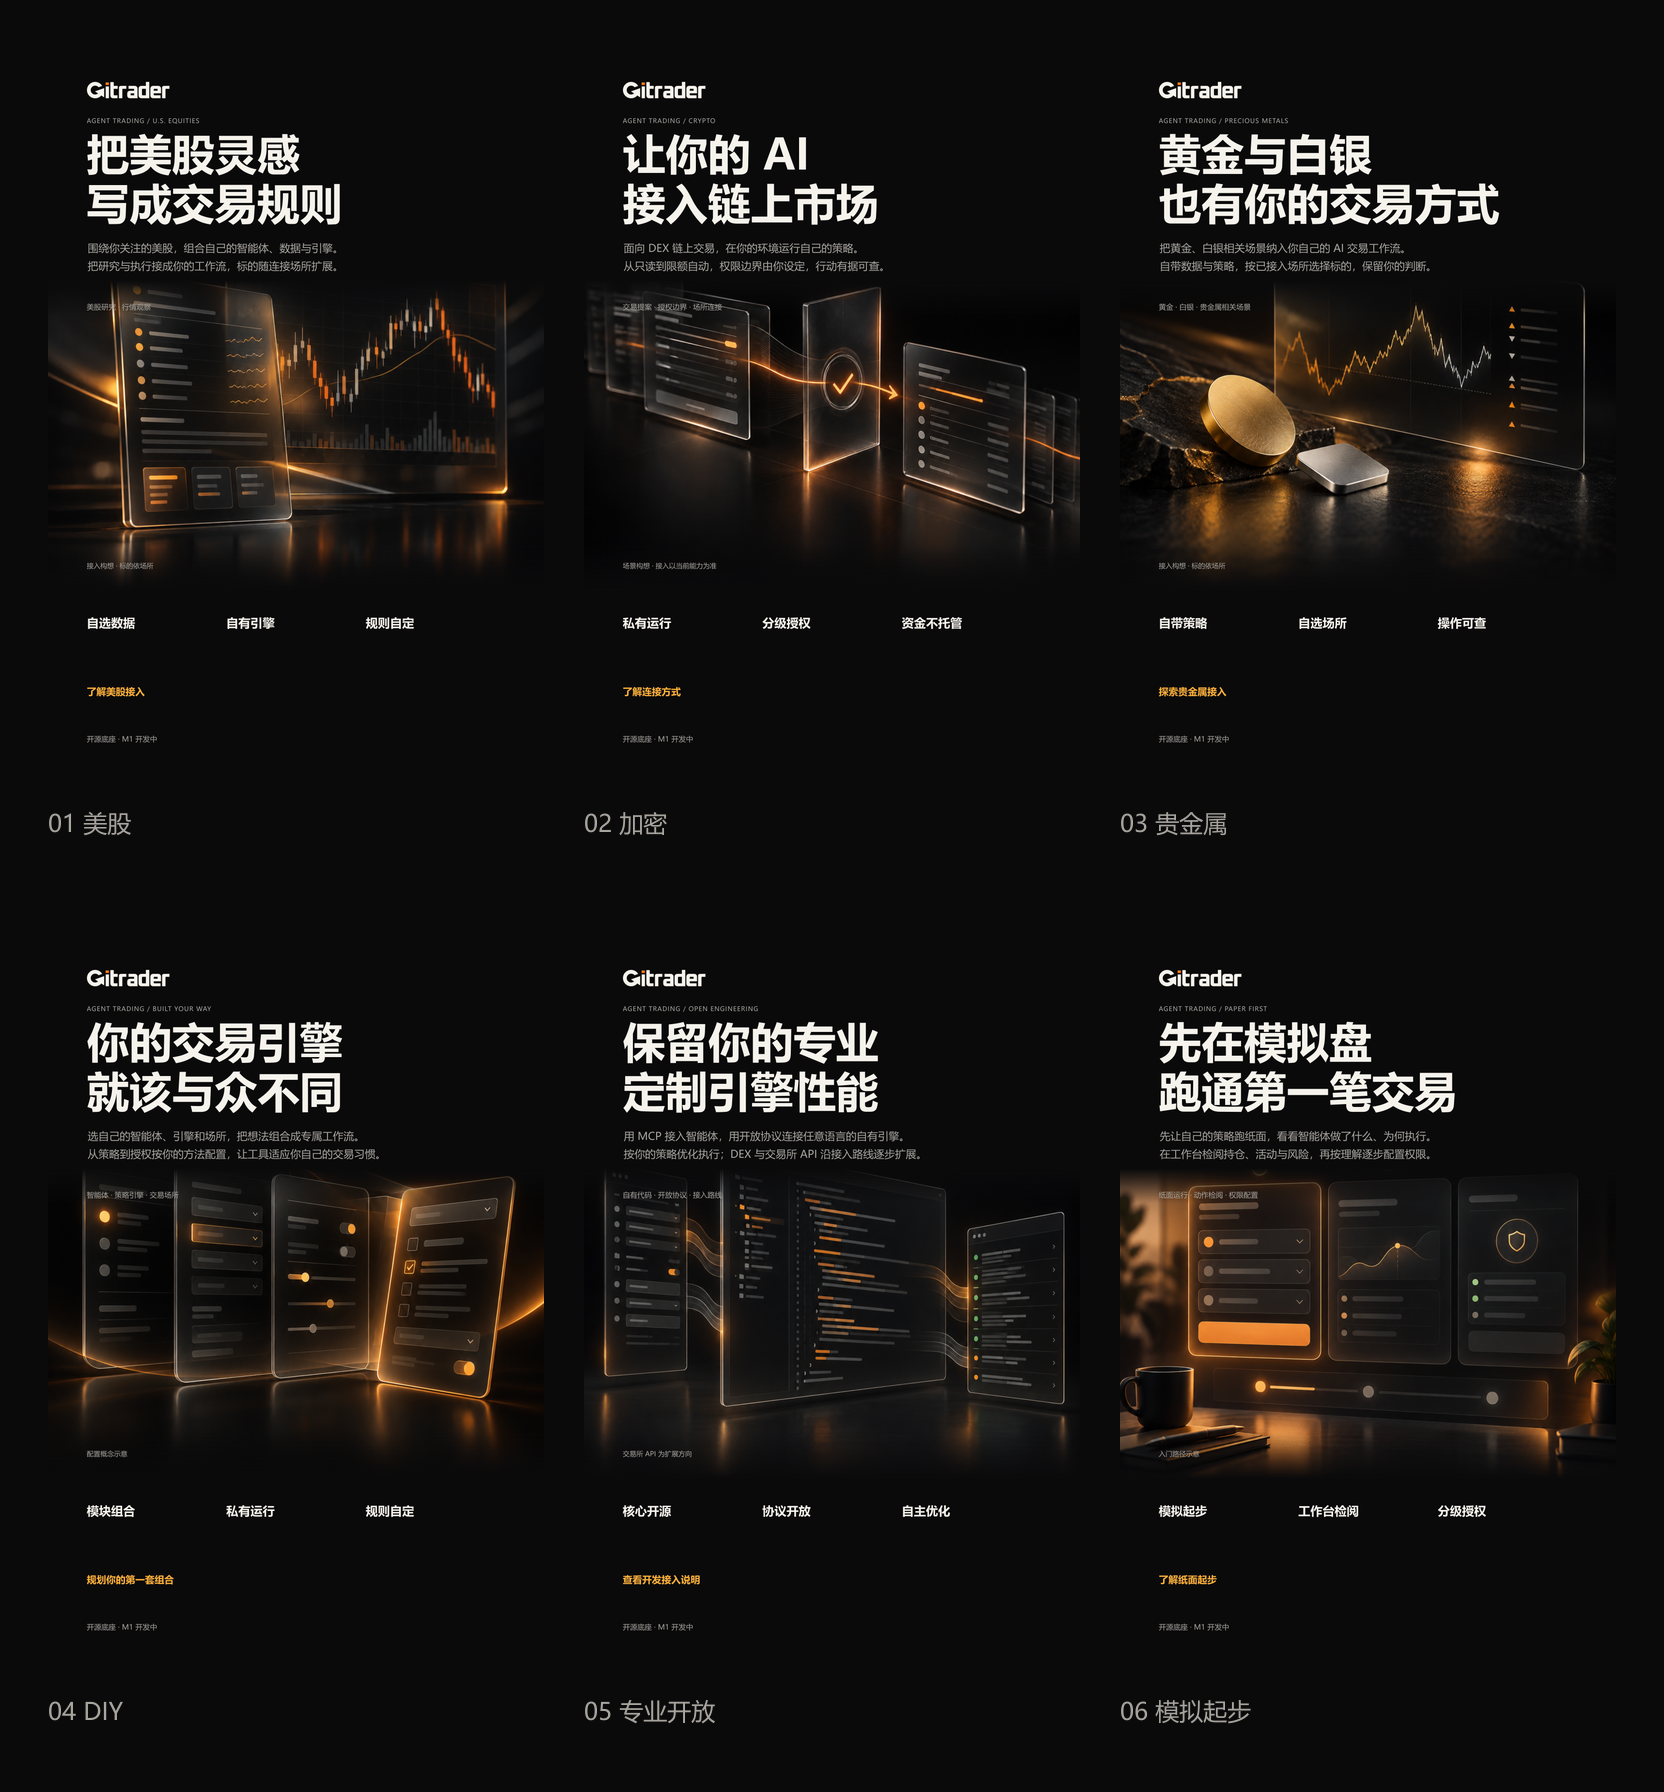 Gitrader
AGENT TRADING / U.S. EQUITIES
把美股灵感
写成交易规则
围绕你关注的美股，组合自己的智能体、数据与引擎。
把研究与执行接成你的工作流，标的随连接场所扩展。
美股研究 · 行情观察
接入构想 · 标的依场所
自选数据
自有引擎
规则自定
了解美股接入
开源底座 · M1 开发中
01 美股
Gitrader
AGENT TRADING / CRYPTO
让你的 AI
接入链上市场
面向 DEX 链上交易，在你的环境运行自己的策略。
从只读到限额自动，权限边界由你设定，行动有据可查。
交易提案 · 授权边界 · 场所连接
场景构想 · 接入以当前能力为准
私有运行
分级授权
资金不托管
了解连接方式
开源底座 · M1 开发中
02 加密
Gitrader
AGENT TRADING / PRECIOUS METALS
黄金与白银
也有你的交易方式
把黄金、白银相关场景纳入你自己的 AI 交易工作流。
自带数据与策略，按已接入场所选择标的，保留你的判断。
黄金 · 白银 · 贵金属相关场景
接入构想 · 标的依场所
自带策略
自选场所
操作可查
探索贵金属接入
开源底座 · M1 开发中
03 贵金属
Gitrader
AGENT TRADING / BUILT YOUR WAY
你的交易引擎
就该与众不同
选自己的智能体、引擎和场所，把想法组合成专属工作流。
从策略到授权按你的方法配置，让工具适应你自己的交易习惯。
智能体 · 策略引擎 · 交易场所
配置概念示意
模块组合
私有运行
规则自定
规划你的第一套组合
开源底座 · M1 开发中
04 DIY
Gitrader
AGENT TRADING / OPEN ENGINEERING
保留你的专业
定制引擎性能
用 MCP 接入智能体，用开放协议连接任意语言的自有引擎。
按你的策略优化执行；DEX 与交易所 API 沿接入路线逐步扩展。
自有代码 · 开放协议 · 接入路线
交易所 API 为扩展方向
核心开源
协议开放
自主优化
查看开发接入说明
开源底座 · M1 开发中
05 专业开放
Gitrader
AGENT TRADING / PAPER FIRST
先在模拟盘
跑通第一笔交易
先让自己的策略跑纸面，看看智能体做了什么、为何执行。
在工作台检阅持仓、活动与风险，再按理解逐步配置权限。
纸面运行 · 动作检阅 · 权限配置
入门路径示意
模拟起步
工作台检阅
分级授权
了解纸面起步
开源底座 · M1 开发中
06 模拟起步